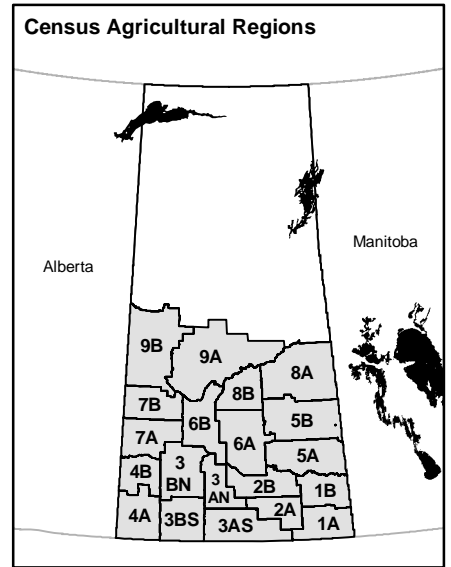 Census Agricultural Regions
Manitoba
Alberta
9B
9A
8A
8B
7B
6B
5B
7A
6A
5A
4B
3
BN
3
AN
2B
1B
4A
3BS
3AS
2A
1A